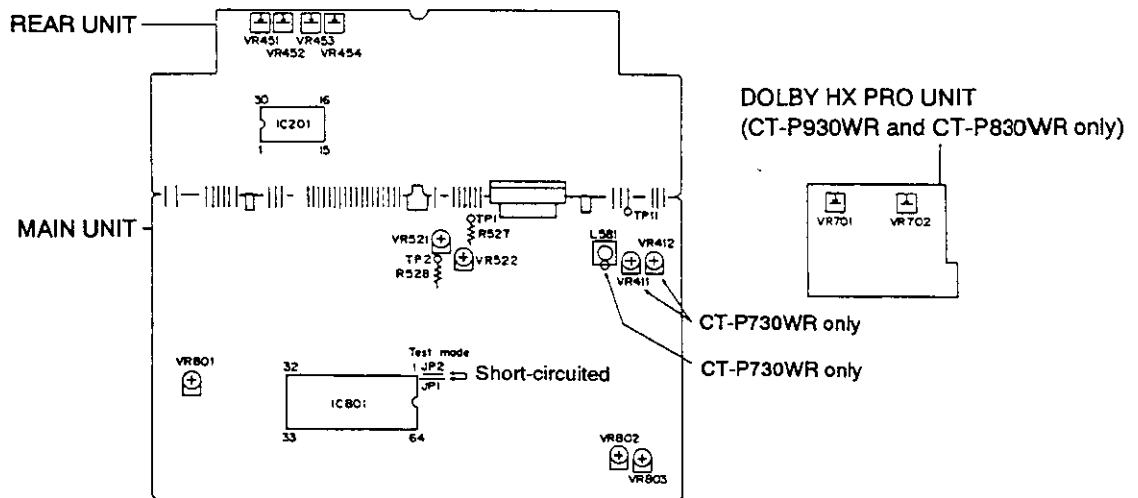 REAR UNIT
VR451
VR452
VR453
VR454
30
16
IC201
1
15
DOLBY HX PRO UNIT
(CT-P930WR and CT-P830WR only)
VR701
VR702
MAIN UNIT
TP1
R527
VR521
TP2
R528
VR522
TP11
L581
VR412
VR411
CT-P730WR only
CT-P730WR only
VR801
Test mode
32
1
JP2
JP1
Short-circuited
IC801
33
64
VR802
VR803